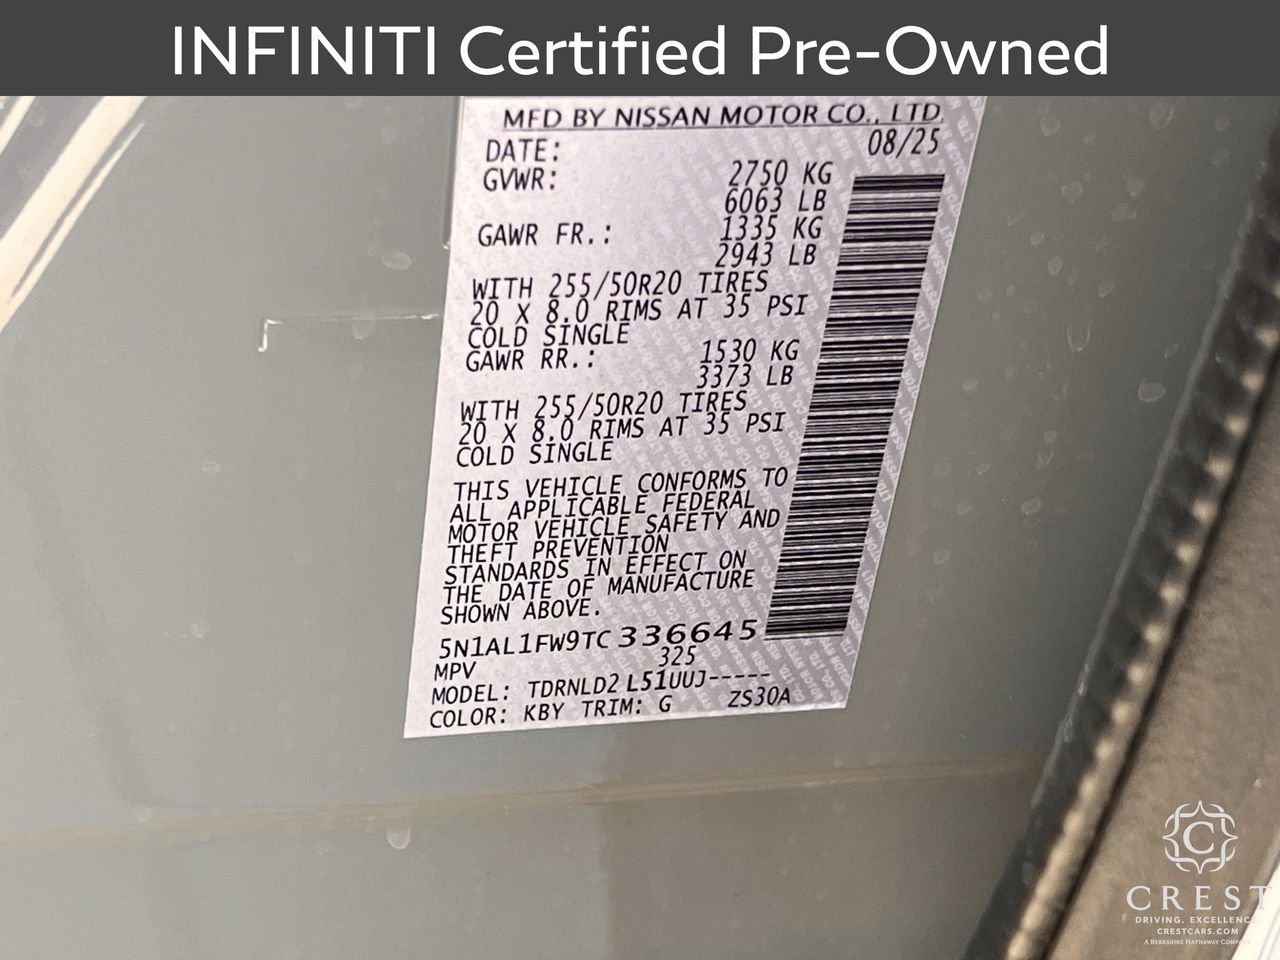 INFINITI Certified Pre-Owned
MFD BY NISSAN MOTOR CO., LTD.
DATE: 08/25
GVWR: 2750 KG
6063 LB
GAWR FR.: 1335 KG
2943 LB
WITH 255/50R20 TIRES
20 X 8.0 RIMS AT 35 PSI
COLD SINGLE
GAWR RR.: 1530 KG
3373 LB
WITH 255/50R20 TIRES
20 X 8.0 RIMS AT 35 PSI
COLD SINGLE
THIS VEHICLE CONFORMS TO
ALL APPLICABLE FEDERAL
MOTOR VEHICLE SAFETY AND
THEFT PREVENTION
STANDARDS IN EFFECT ON
THE DATE OF MANUFACTURE
SHOWN ABOVE.
5N1AL1FW9TC336645
MPV 325
MODEL: TDRNLD2 L51UUJ-----
COLOR: KBY TRIM: G ZS30A
C
CREST
DRIVING. EXCELLENC
CRESTCARS.COM
A BERKSHIRE HATHAWAY COMPANY